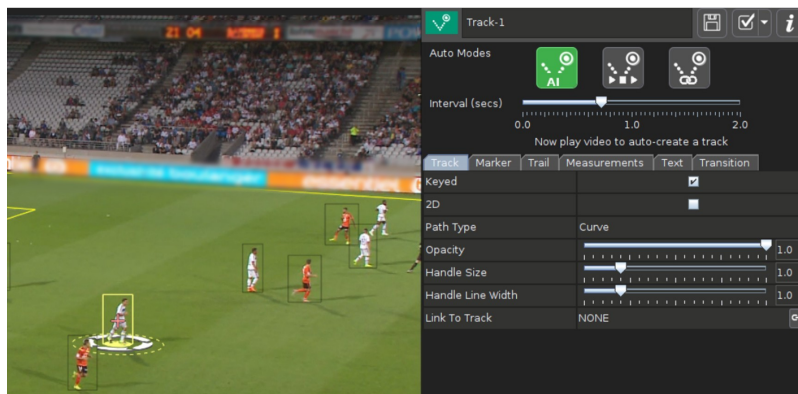 21 04
Track-1
i
Auto Modes
AI
Interval (secs)
0.0 1.0 2.0
Now play video to auto-create a track
Track Marker Trail Measurements Text Transition
Keyed
2D
Path Type Curve
Opacity 1.0
Handle Size 1.0
Handle Line Width 1.0
Link To Track NONE